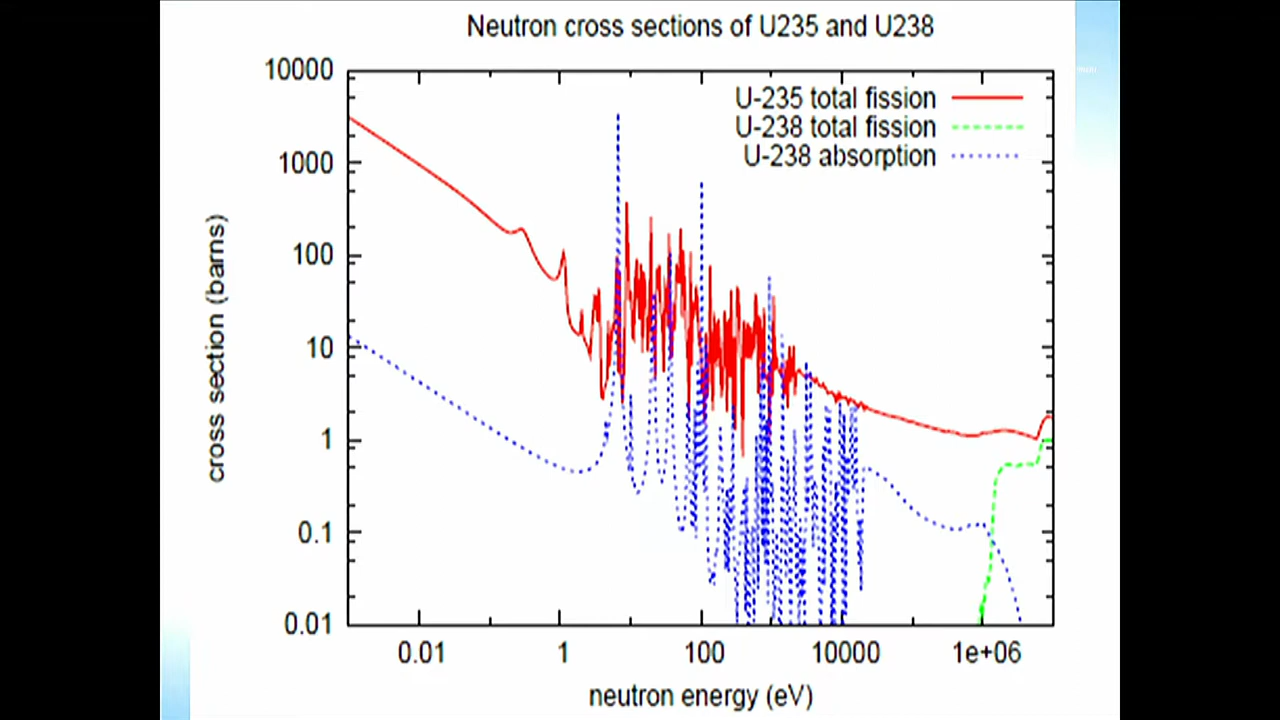 Neutron cross sections of U235 and U238
10000
1000
100
10
1
0.1
0.01
cross section (barns)
U-235 total fission
U-238 total fission
U-238 absorption
0.01
1
100
10000
1e+06
neutron energy (eV)